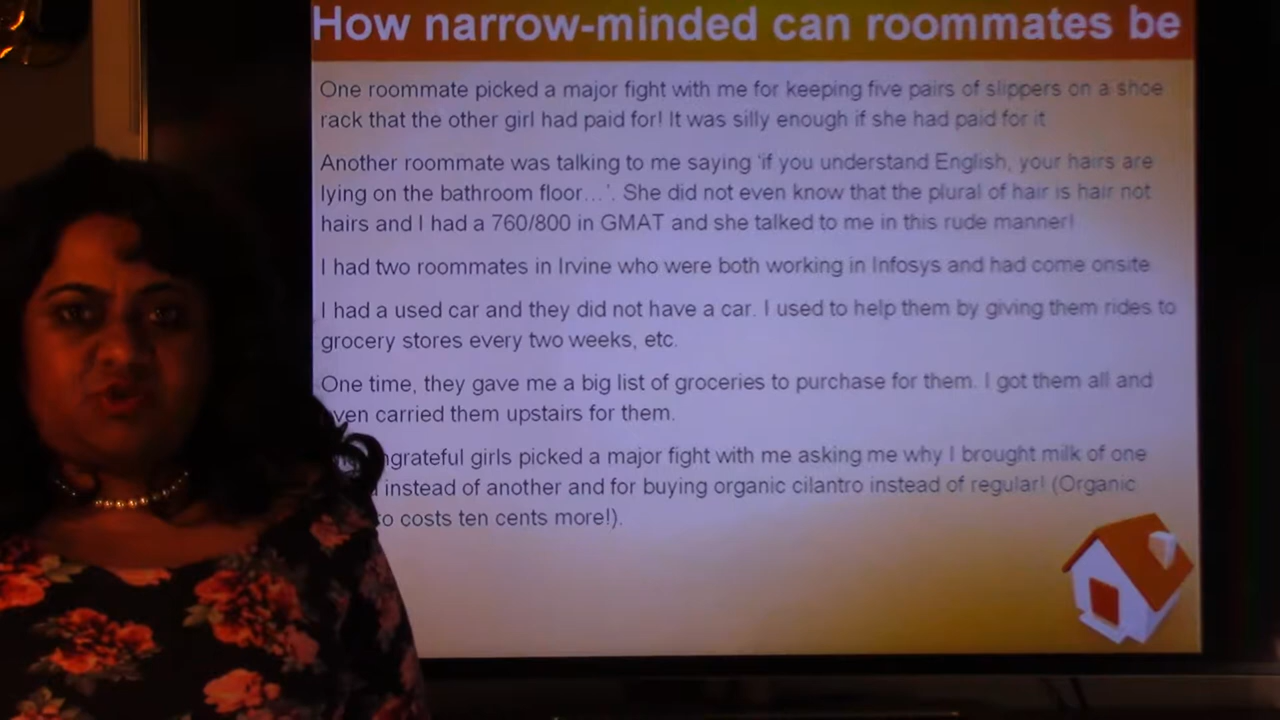 How narrow-minded can roommates be
One roommate picked a major fight with me for keeping five pairs of slippers on a shoe
rack that the other girl had paid for! It was silly enough if she had paid for it
Another roommate was talking to me saying 'if you understand English, your hairs are
lying on the bathroom floor…'. She did not even know that the plural of hair is hair not
hairs and I had a 760/800 in GMAT and she talked to me in this rude manner!
I had two roommates in Irvine who were both working in Infosys and had come onsite
I had a used car and they did not have a car. I used to help them by giving them rides to
grocery stores every two weeks, etc.
One time, they gave me a big list of groceries to purchase for them. I got them all and
ven carried them upstairs for them.
ngrateful girls picked a major fight with me asking me why I brought milk of one
instead of another and for buying organic cilantro instead of regular! (Organic
o costs ten cents more!).